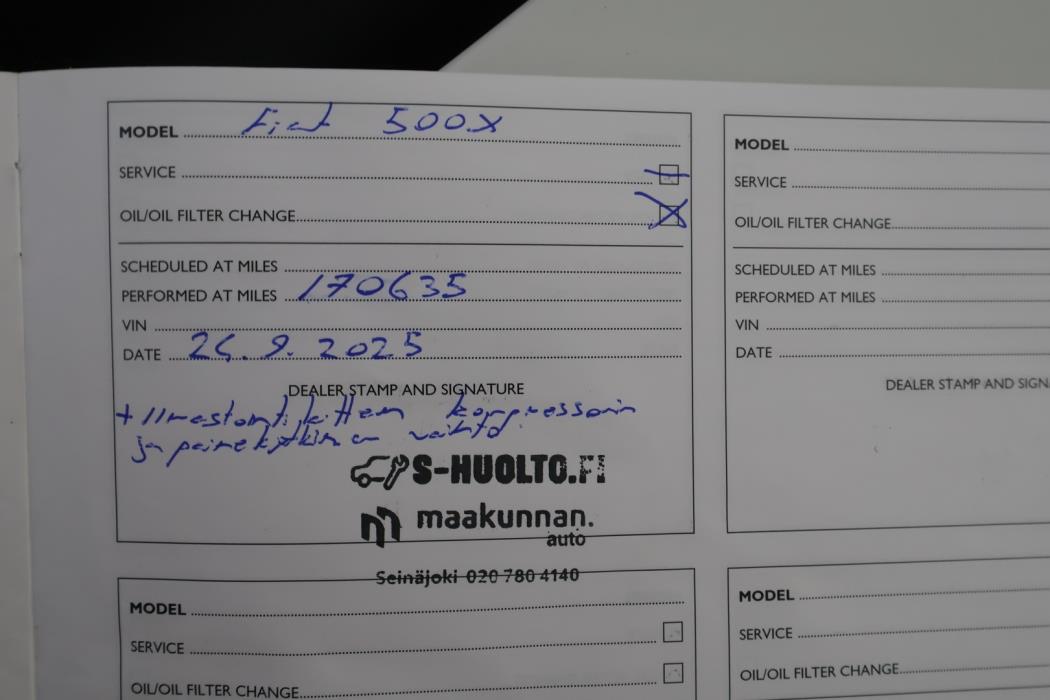 MODEL Fiat 500X
SERVICE
OIL/OIL FILTER CHANGE
SCHEDULED AT MILES
PERFORMED AT MILES 170635
VIN
DATE 9. 2025
DEALER STAMP AND SIGNATURE
+ Ilmastointilaitteen kompressorin
ja painekytkimen vaihto
S-HUOLTO.FI
maakunnan.
auto
Seinäjoki 020 780 4140
MODEL
SERVICE
OIL/OIL FILTER CHANGE
SCHEDULED AT MILES
PERFORMED AT MILES
VIN
DATE
DEALER STAMP AND SIGN
MODEL
SERVICE
OIL/OIL FILTER CHANGE
MODEL
SERVICE
OIL/OIL FILTER CHANGE